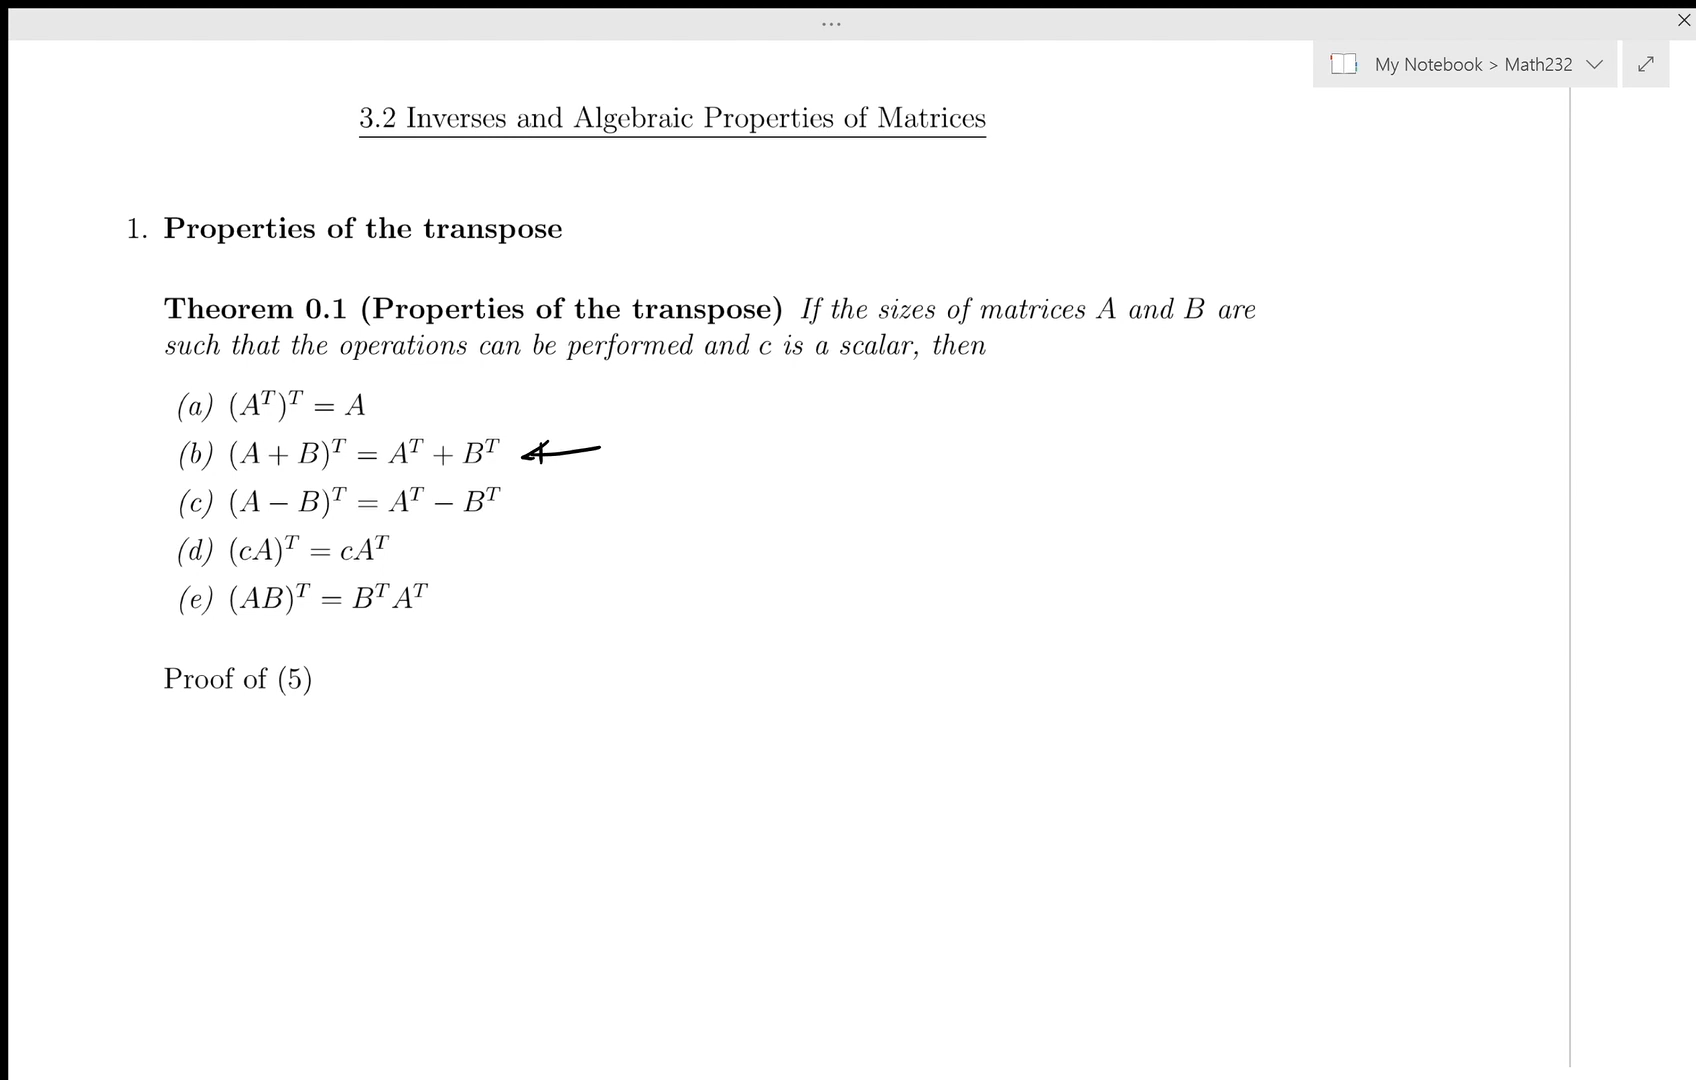 ...
My Notebook > Math232
3.2 Inverses and Algebraic Properties of Matrices
1. Properties of the transpose
Theorem 0.1 (Properties of the transpose) If the sizes of matrices A and B are
such that the operations can be performed and c is a scalar, then
(a) (A^T)^T = A
(b) (A + B)^T = A^T + B^T
(c) (A − B)^T = A^T − B^T
(d) (cA)^T = cA^T
(e) (AB)^T = B^T A^T
Proof of (5)